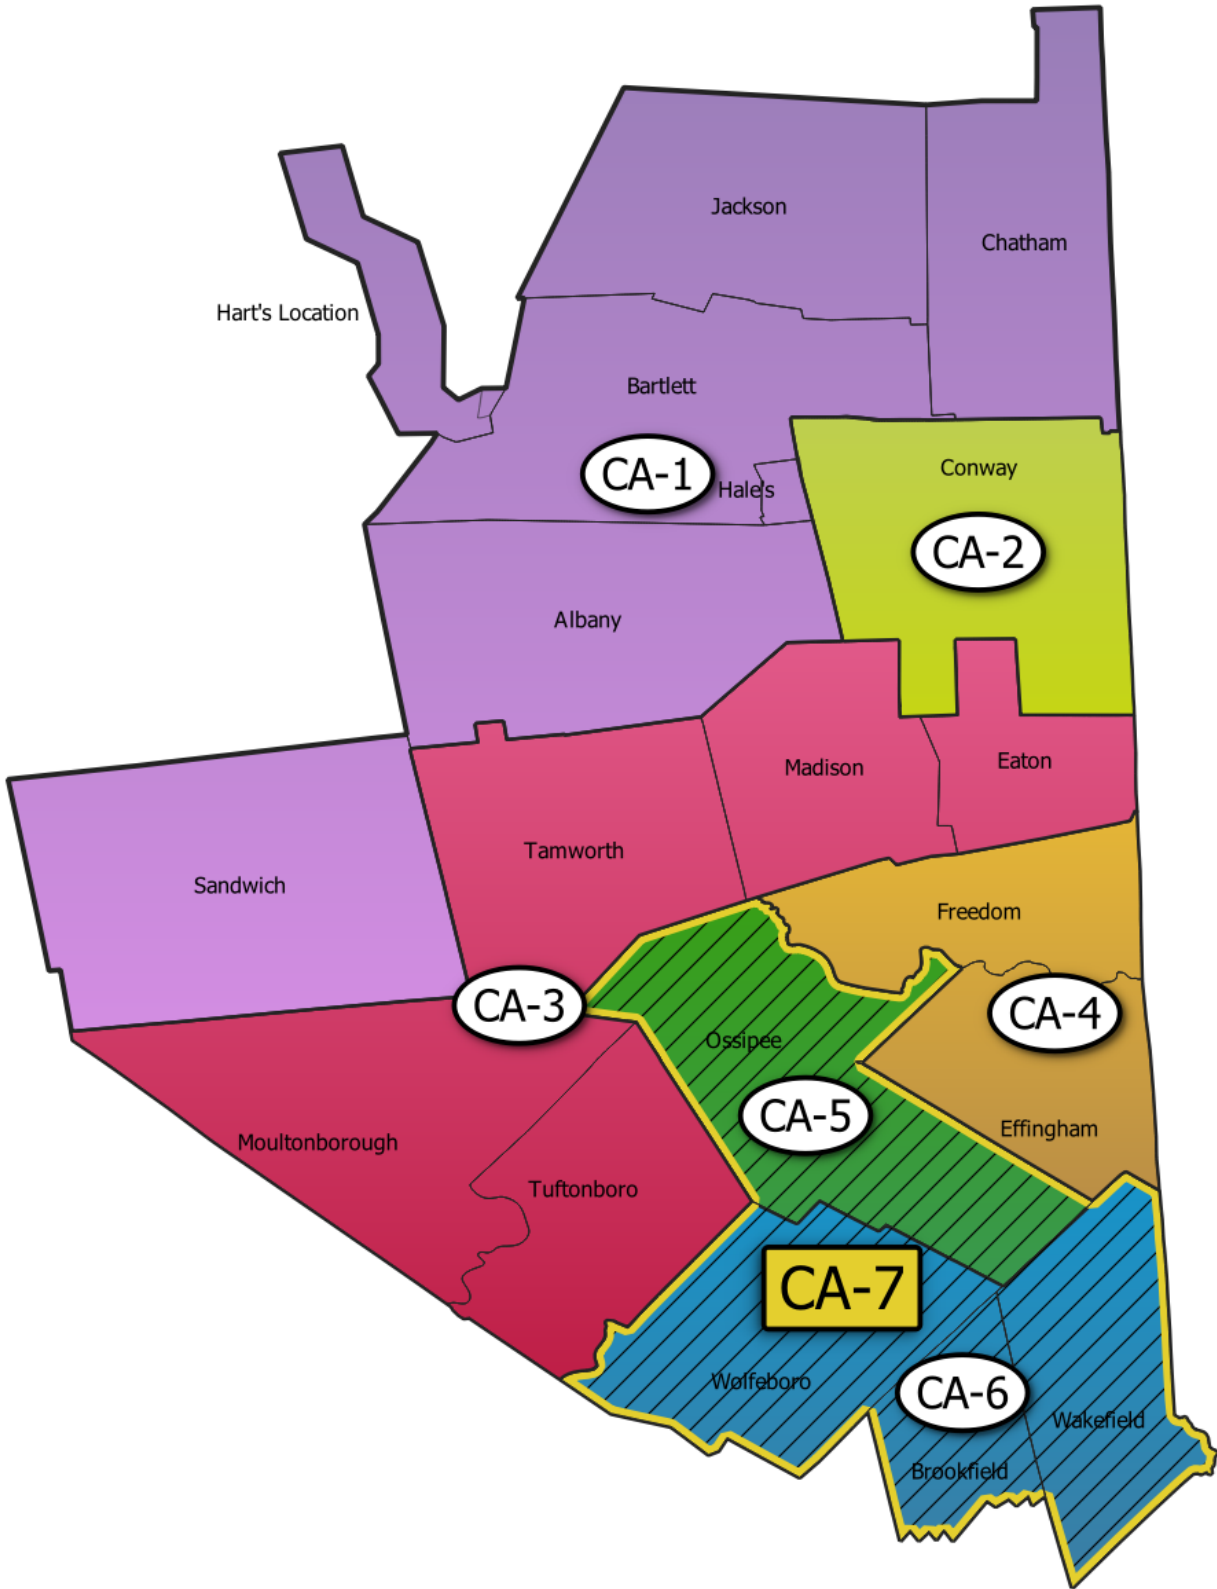 Jackson
Chatham
Hart's Location
Bartlett
CA-1
Hale's
Conway
CA-2
Albany
Madison
Eaton
Tamworth
Sandwich
Freedom
CA-3
CA-4
Ossipee
CA-5
Effingham
Moultonborough
Tuftonboro
CA-7
Wolfeboro
CA-6
Wakefield
Brookfield